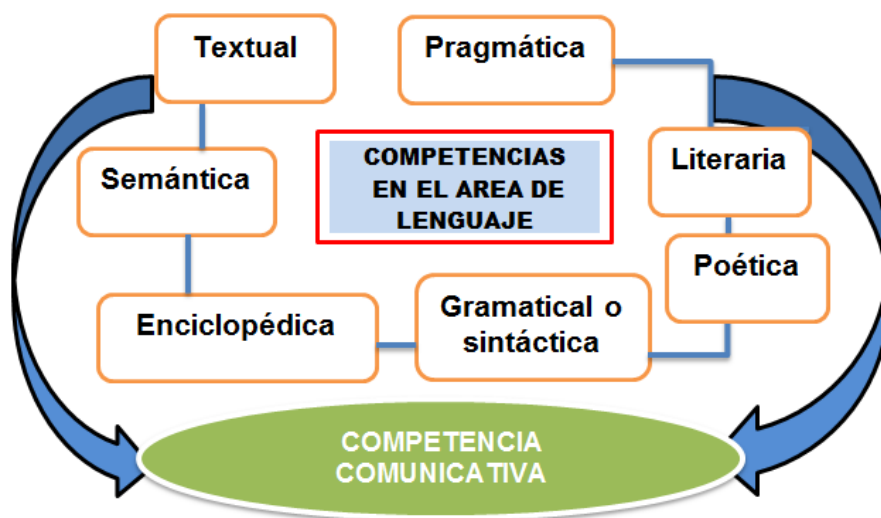 Textual
Pragmática
COMPETENCIAS
EN EL AREA DE
LENGUAJE
Semántica
Literaria
Poética
Enciclopédica
Gramatical o
sintáctica
COMPETENCIA
COMUNICATIVA